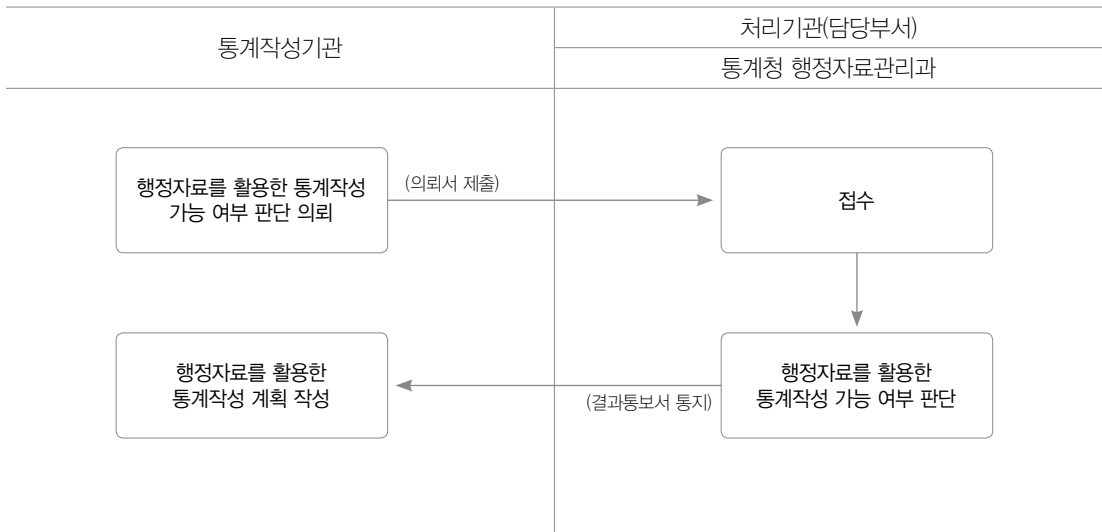 통계작성기관
처리기관(담당부서)
통계청 행정자료관리과
행정자료를 활용한 통계작성
가능 여부 판단 의뢰
(의뢰서 제출)
접수
행정자료를 활용한
통계작성 계획 작성
(결과통보서 통지)
행정자료를 활용한
통계작성 가능 여부 판단